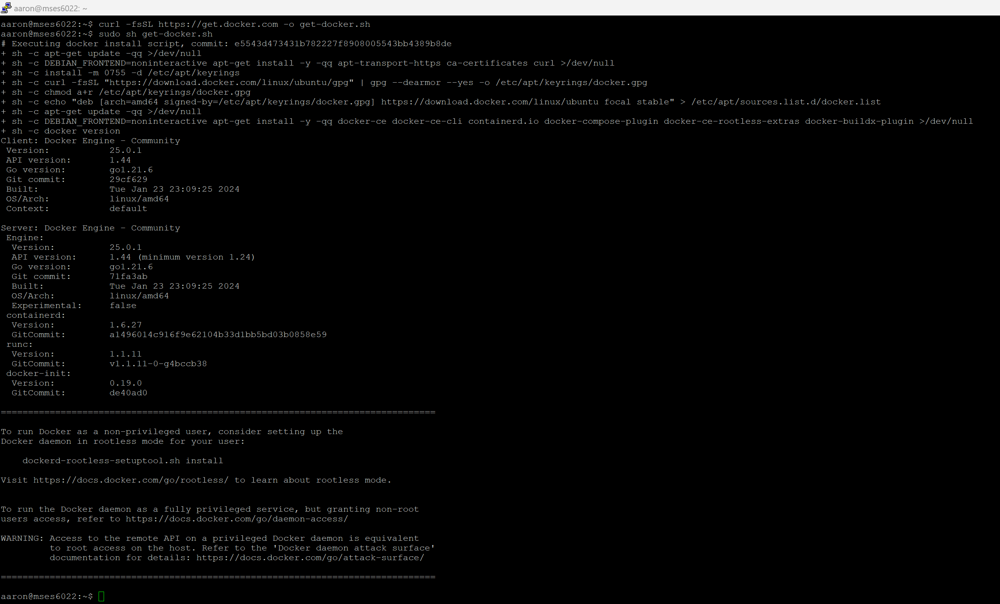 aaron@mses6022: ~
aaron@mses6022:~$ curl -fsSL https://get.docker.com -o get-docker.sh
aaron@mses6022:~$ sudo sh get-docker.sh
# Executing docker install script, commit: e5543d473431b782227f8908005543bb4389b8de
+ sh -c apt-get update -qq >/dev/null
+ sh -c DEBIAN_FRONTEND=noninteractive apt-get install -y -qq apt-transport-https ca-certificates curl >/dev/null
+ sh -c install -m 0755 -d /etc/apt/keyrings
+ sh -c curl -fsSL "https://download.docker.com/linux/ubuntu/gpg" | gpg --dearmor --yes -o /etc/apt/keyrings/docker.gpg
+ sh -c chmod a+r /etc/apt/keyrings/docker.gpg
+ sh -c echo "deb [arch=amd64 signed-by=/etc/apt/keyrings/docker.gpg] https://download.docker.com/linux/ubuntu focal stable" > /etc/apt/sources.list.d/docker.list
+ sh -c apt-get update -qq >/dev/null
+ sh -c DEBIAN_FRONTEND=noninteractive apt-get install -y -qq docker-ce docker-ce-cli containerd.io docker-compose-plugin docker-ce-rootless-extras docker-buildx-plugin >/dev/null
+ sh -c docker version
Client: Docker Engine - Community
 Version:           25.0.1
 API version:       1.44
 Go version:        go1.21.6
 Git commit:        29cf629
 Built:             Tue Jan 23 23:09:25 2024
 OS/Arch:           linux/amd64
 Context:           default
Server: Docker Engine - Community
 Engine:
  Version:          25.0.1
  API version:      1.44 (minimum version 1.24)
  Go version:       go1.21.6
  Git commit:       71fa3ab
  Built:            Tue Jan 23 23:09:25 2024
  OS/Arch:          linux/amd64
  Experimental:     false
 containerd:
  Version:          1.6.27
  GitCommit:        a1496014c916f9e62104b33d1bb5bd03b0858e59
 runc:
  Version:          1.1.11
  GitCommit:        v1.1.11-0-g4bccb38
 docker-init:
  Version:          0.19.0
  GitCommit:        de40ad0
================================================================================
To run Docker as a non-privileged user, consider setting up the
Docker daemon in rootless mode for your user:
    dockerd-rootless-setuptool.sh install
Visit https://docs.docker.com/go/rootless/ to learn about rootless mode.
To run the Docker daemon as a fully privileged service, but granting non-root
users access, refer to https://docs.docker.com/go/daemon-access/
WARNING: Access to the remote API on a privileged Docker daemon is equivalent
         to root access on the host. Refer to the 'Docker daemon attack surface'
         documentation for details: https://docs.docker.com/go/attack-surface/
================================================================================
aaron@mses6022:~$